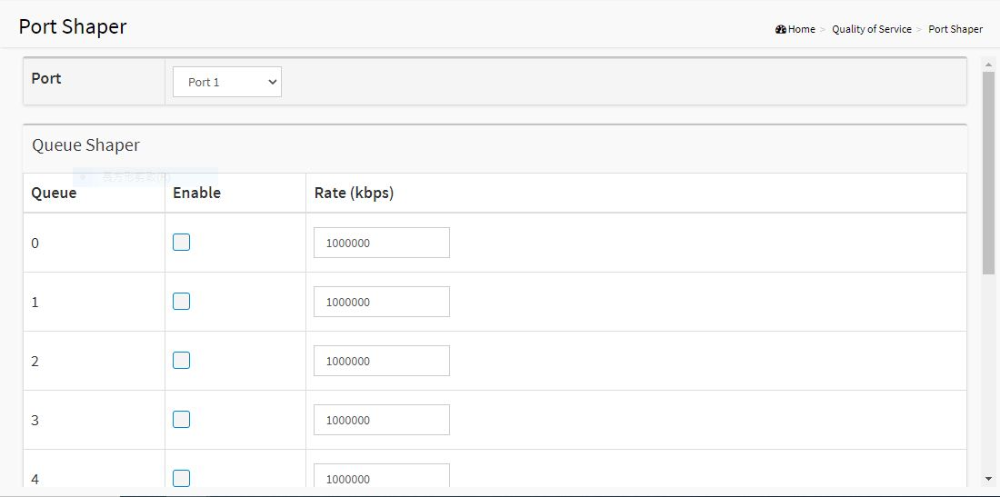 Port Shaper
Home > Quality of Service > Port Shaper
Port
Port 1
Queue Shaper
Queue Enable Rate (kbps)
0 1000000
1 1000000
2 1000000
3 1000000
4 1000000